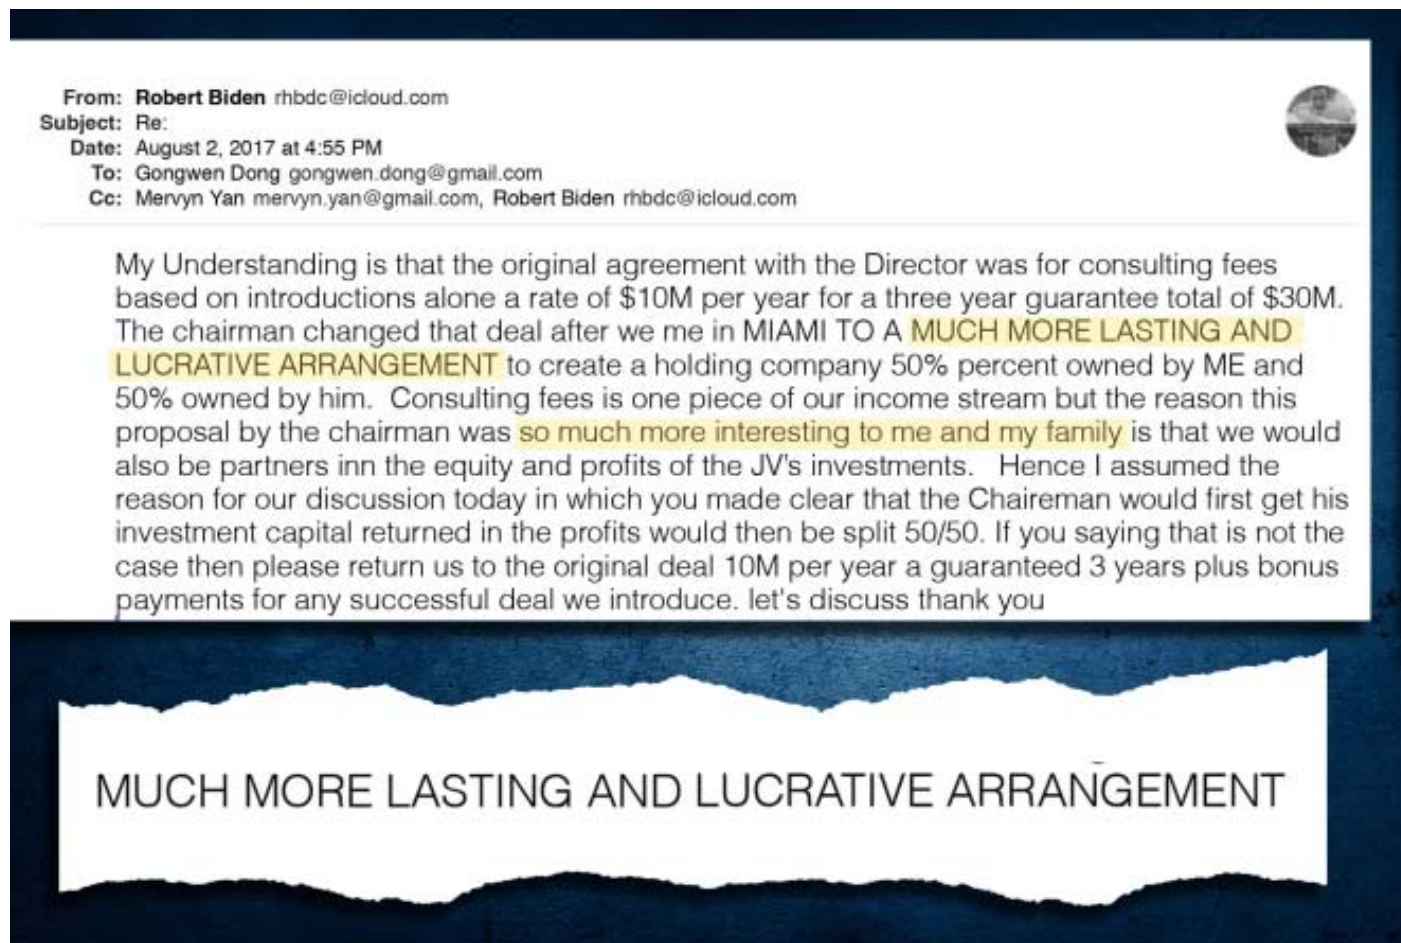 From: Robert Biden rhbdc@icloud.com
Subject: Re:
Date: August 2, 2017 at 4:55 PM
To: Gongwen Dong gongwen.dong@gmail.com
Cc: Mervyn Yan mervyn.yan@gmail.com, Robert Biden rhbdc@icloud.com
My Understanding is that the original agreement with the Director was for consulting fees
based on introductions alone a rate of $10M per year for a three year guarantee total of $30M.
The chairman changed that deal after we me in MIAMI TO A MUCH MORE LASTING AND
LUCRATIVE ARRANGEMENT to create a holding company 50% percent owned by ME and
50% owned by him.  Consulting fees is one piece of our income stream but the reason this
proposal by the chairman was so much more interesting to me and my family is that we would
also be partners inn the equity and profits of the JV's investments.   Hence I assumed the
reason for our discussion today in which you made clear that the Chaireman would first get his
investment capital returned in the profits would then be split 50/50. If you saying that is not the
case then please return us to the original deal 10M per year a guaranteed 3 years plus bonus
payments for any successful deal we introduce. let's discuss thank you
MUCH MORE LASTING AND LUCRATIVE ARRANGEMENT